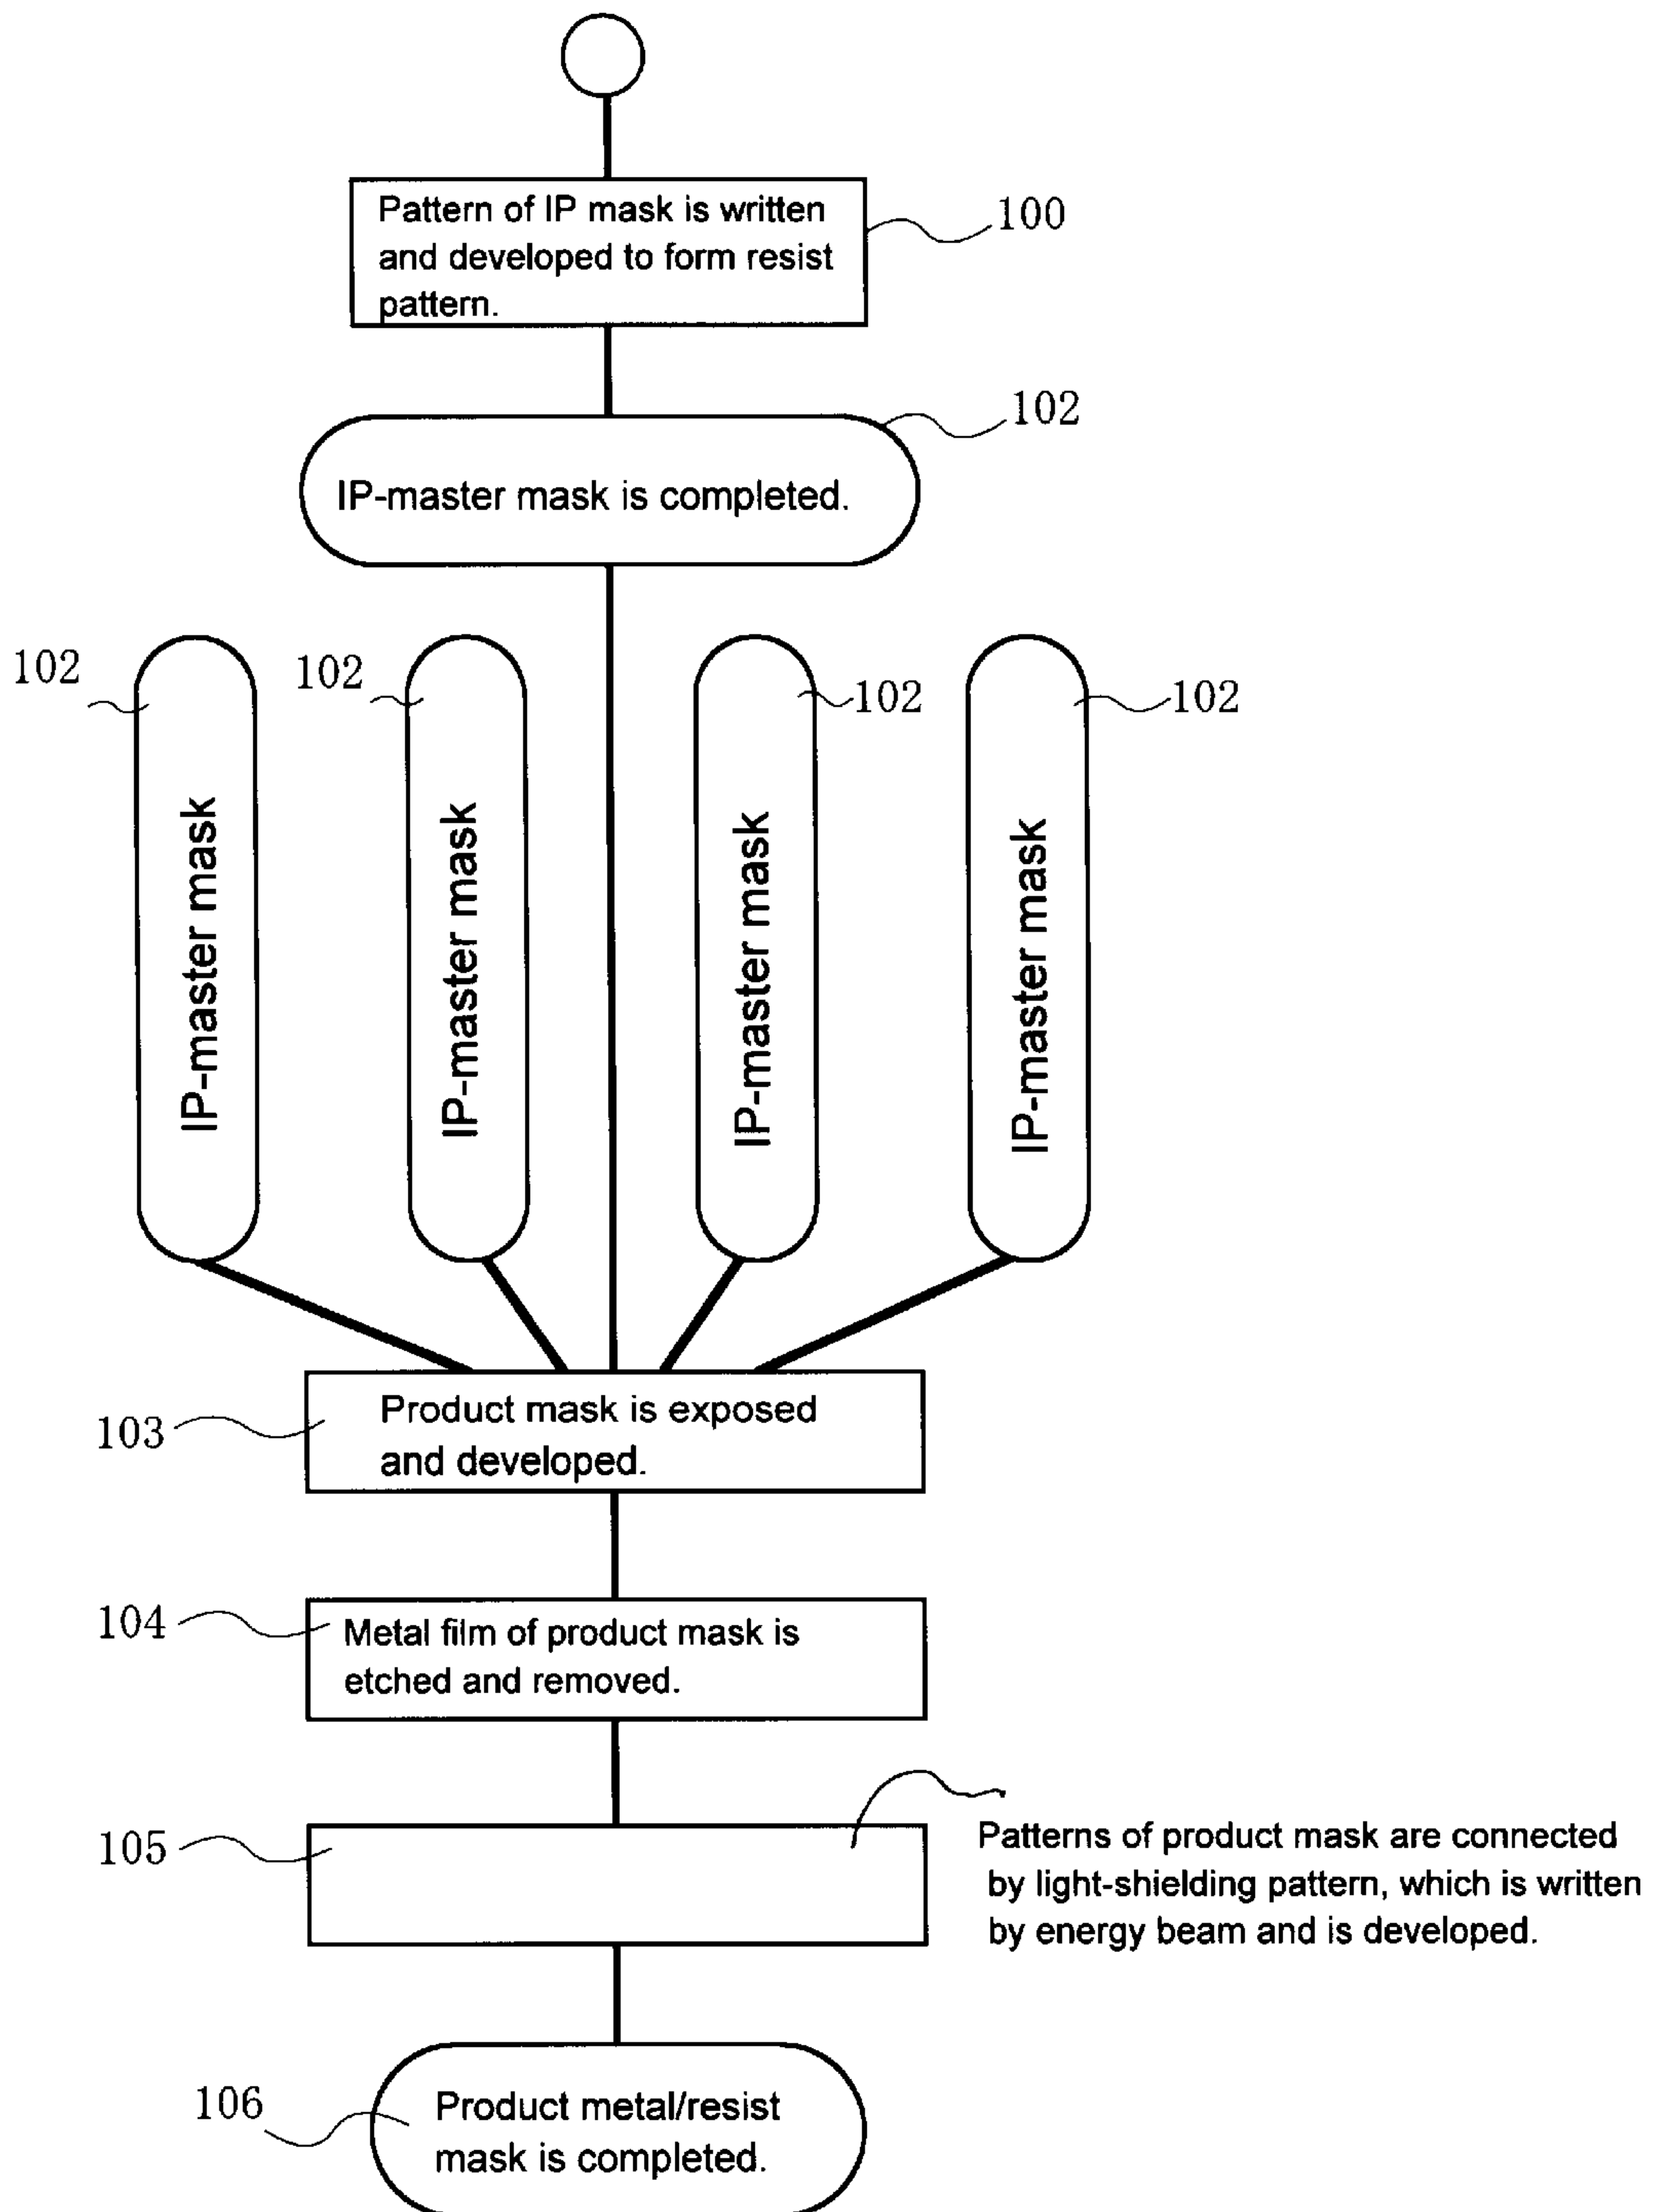 Pattern of IP mask is written
and developed to form resist
pattern.
100
102
IP-master mask is completed.
102
102
102
102
IP-master mask
IP-master mask
IP-master mask
IP-master mask
103
Product mask is exposed
and developed.
104
Metal film of product mask is
etched and removed.
105
Patterns of product mask are connected
by light-shielding pattern, which is written
by energy beam and is developed.
106
Product metal/resist
mask is completed.